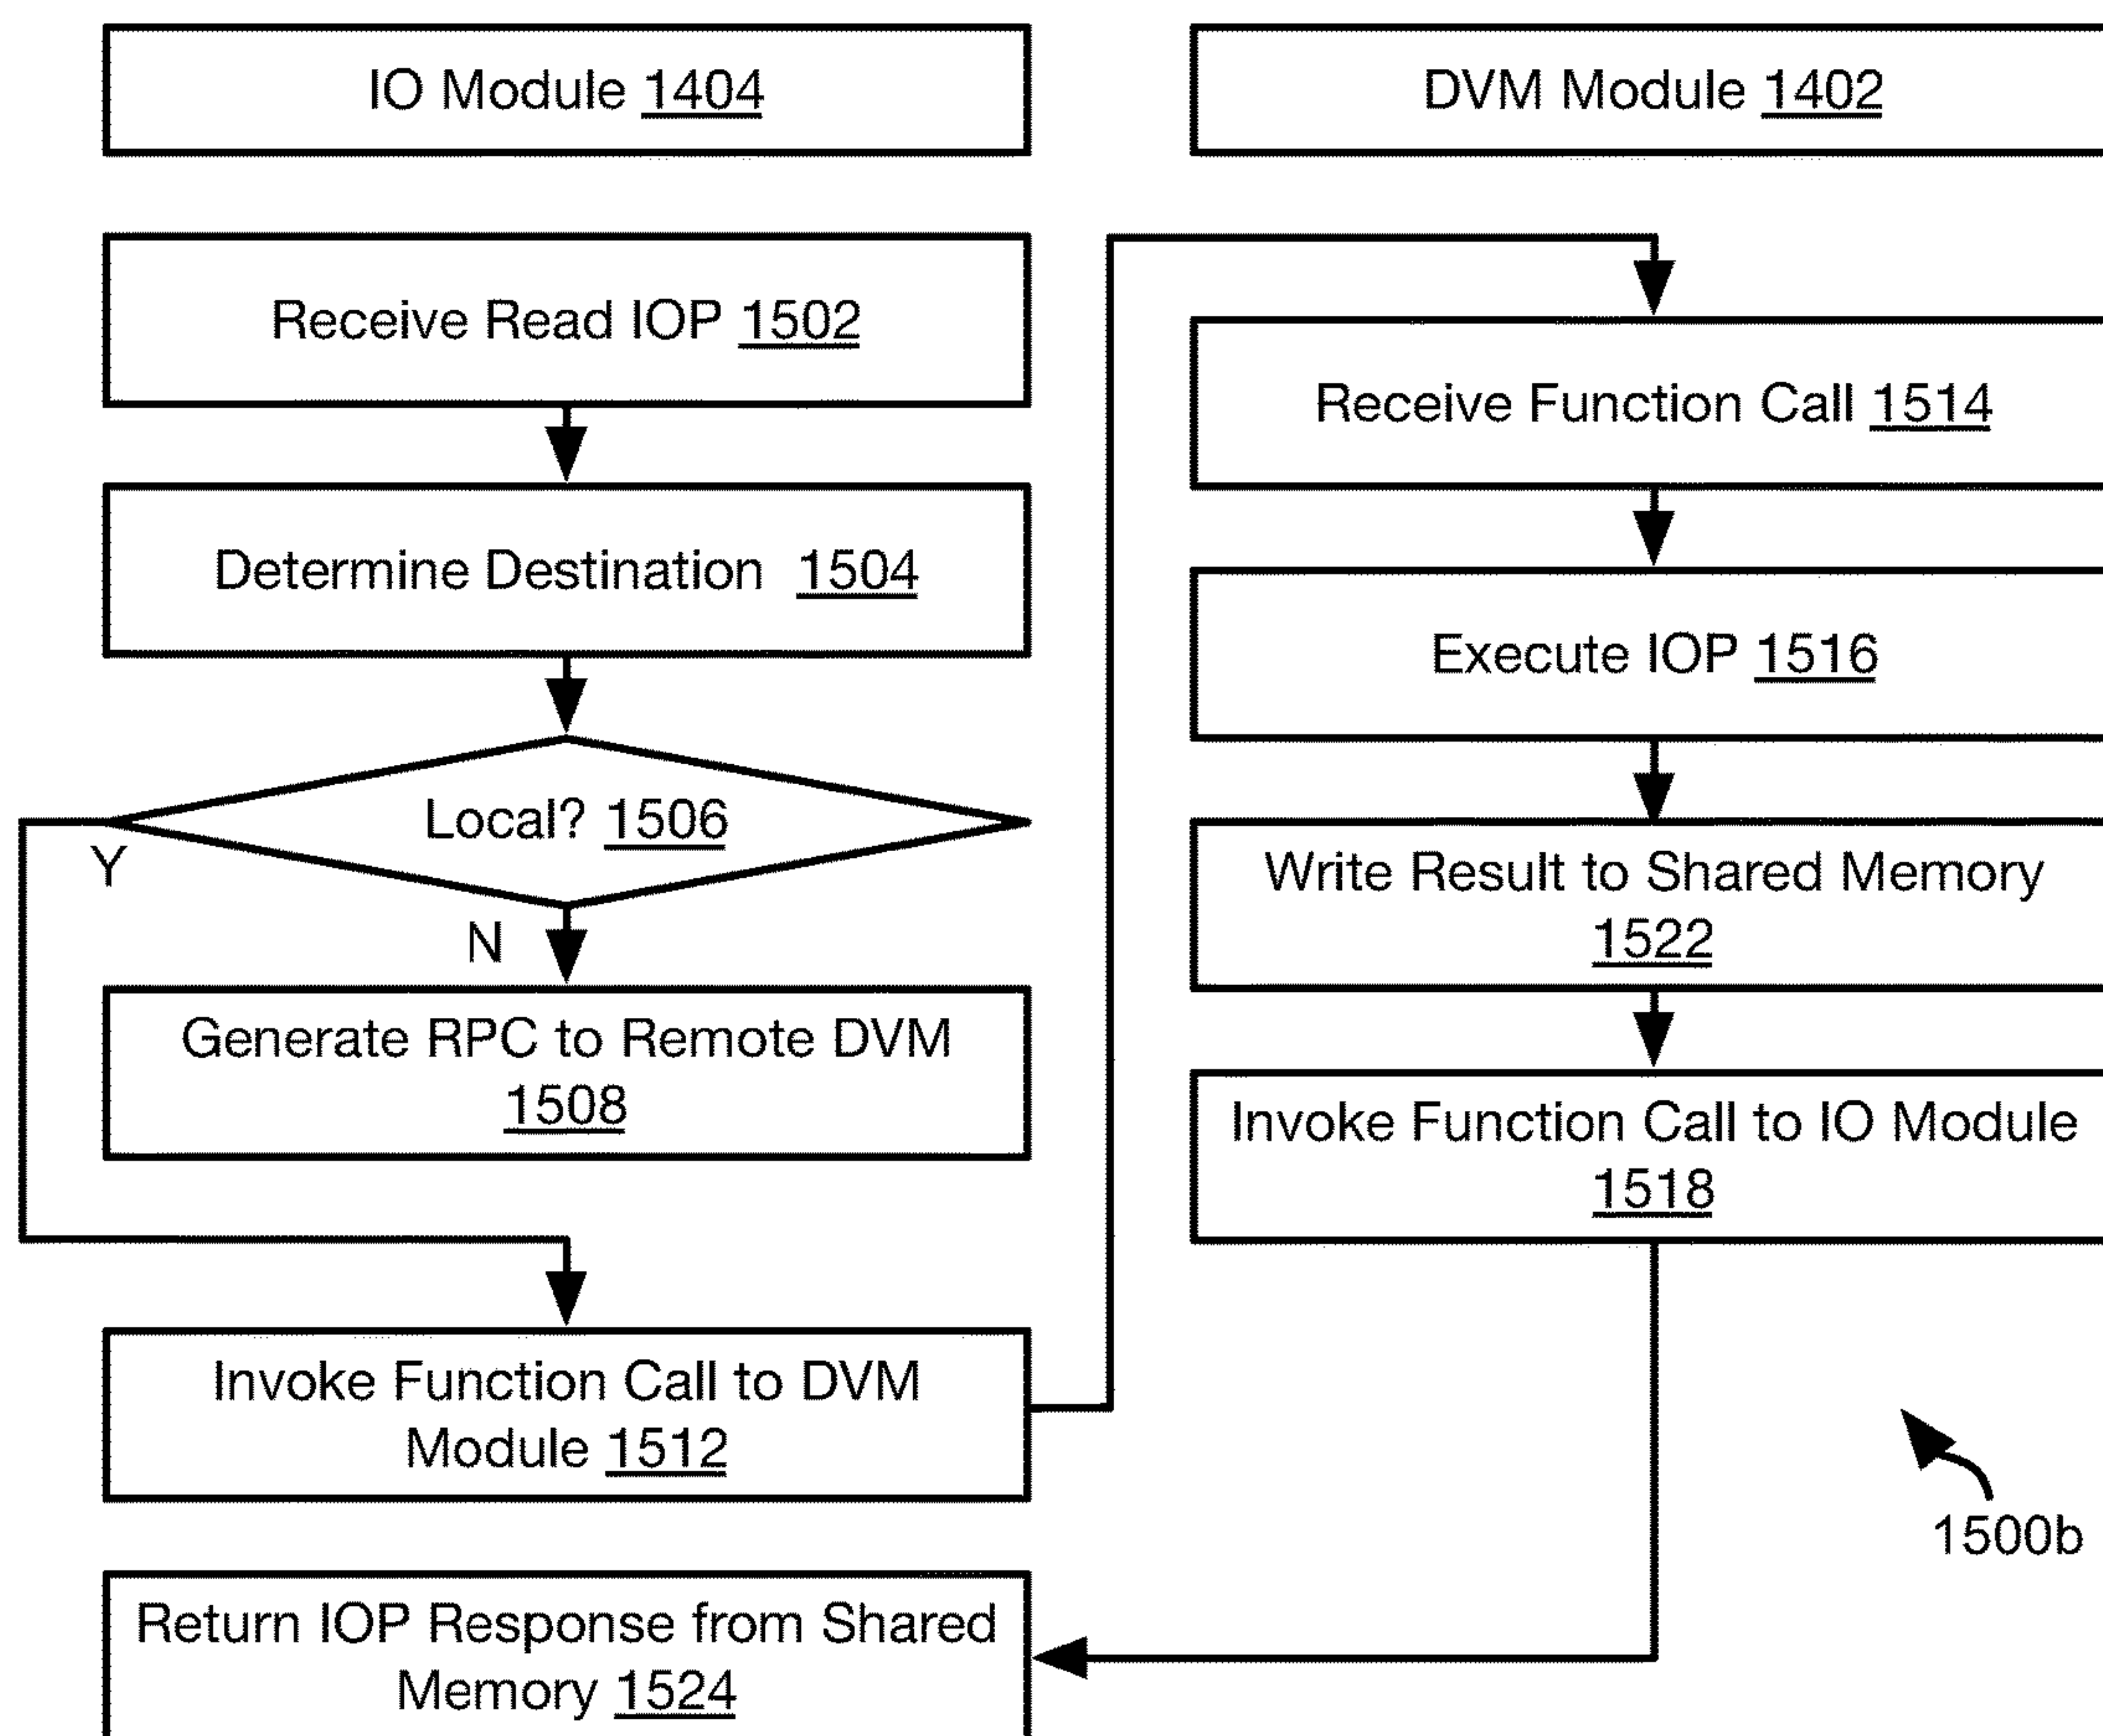 IO Module 1404
DVM Module 1402
Receive Read IOP 1502
Determine Destination 1504
Local? 1506
Y
N
Generate RPC to Remote DVM
1508
Invoke Function Call to DVM
Module 1512
Return IOP Response from Shared
Memory 1524
Receive Function Call 1514
Execute IOP 1516
Write Result to Shared Memory
1522
Invoke Function Call to IO Module
1518
1500b